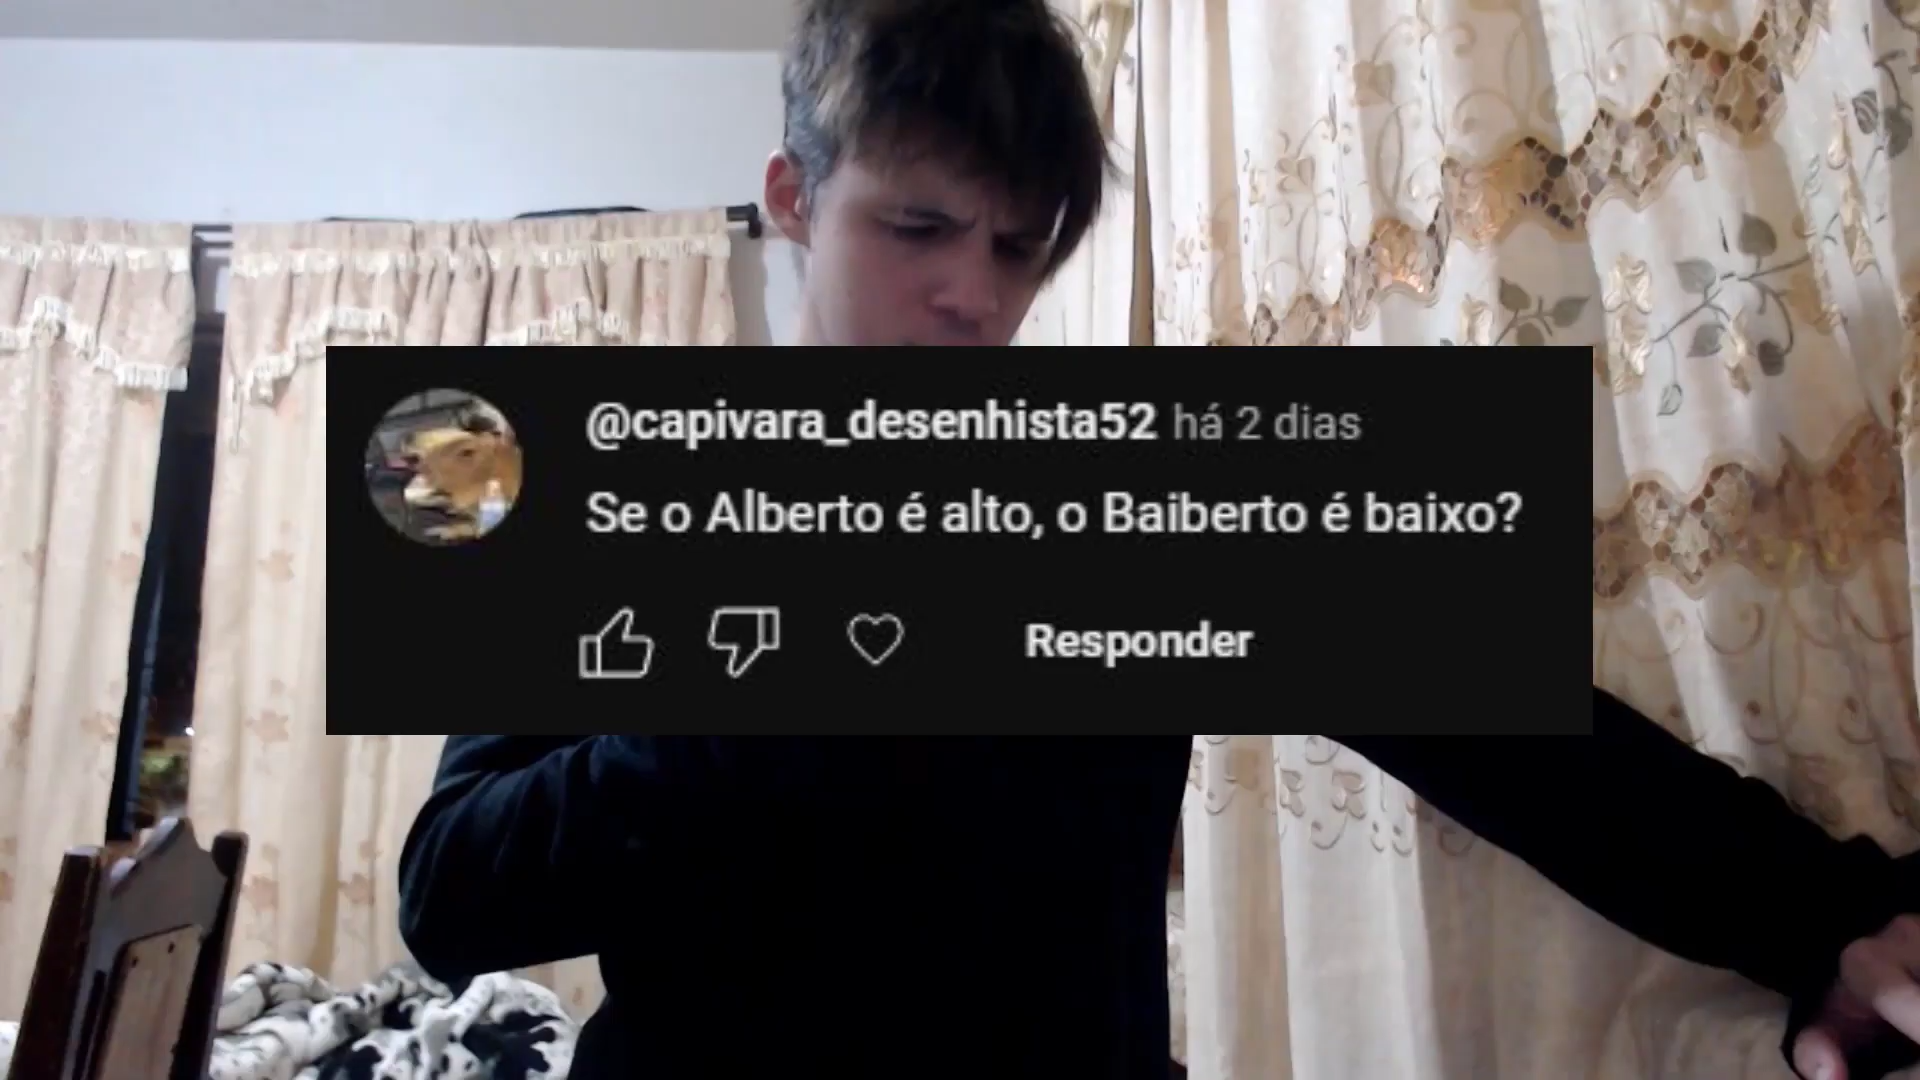 @capivara_desenhista52 há 2 dias
Se o Alberto é alto, o Baiberto é baixo?
Responder